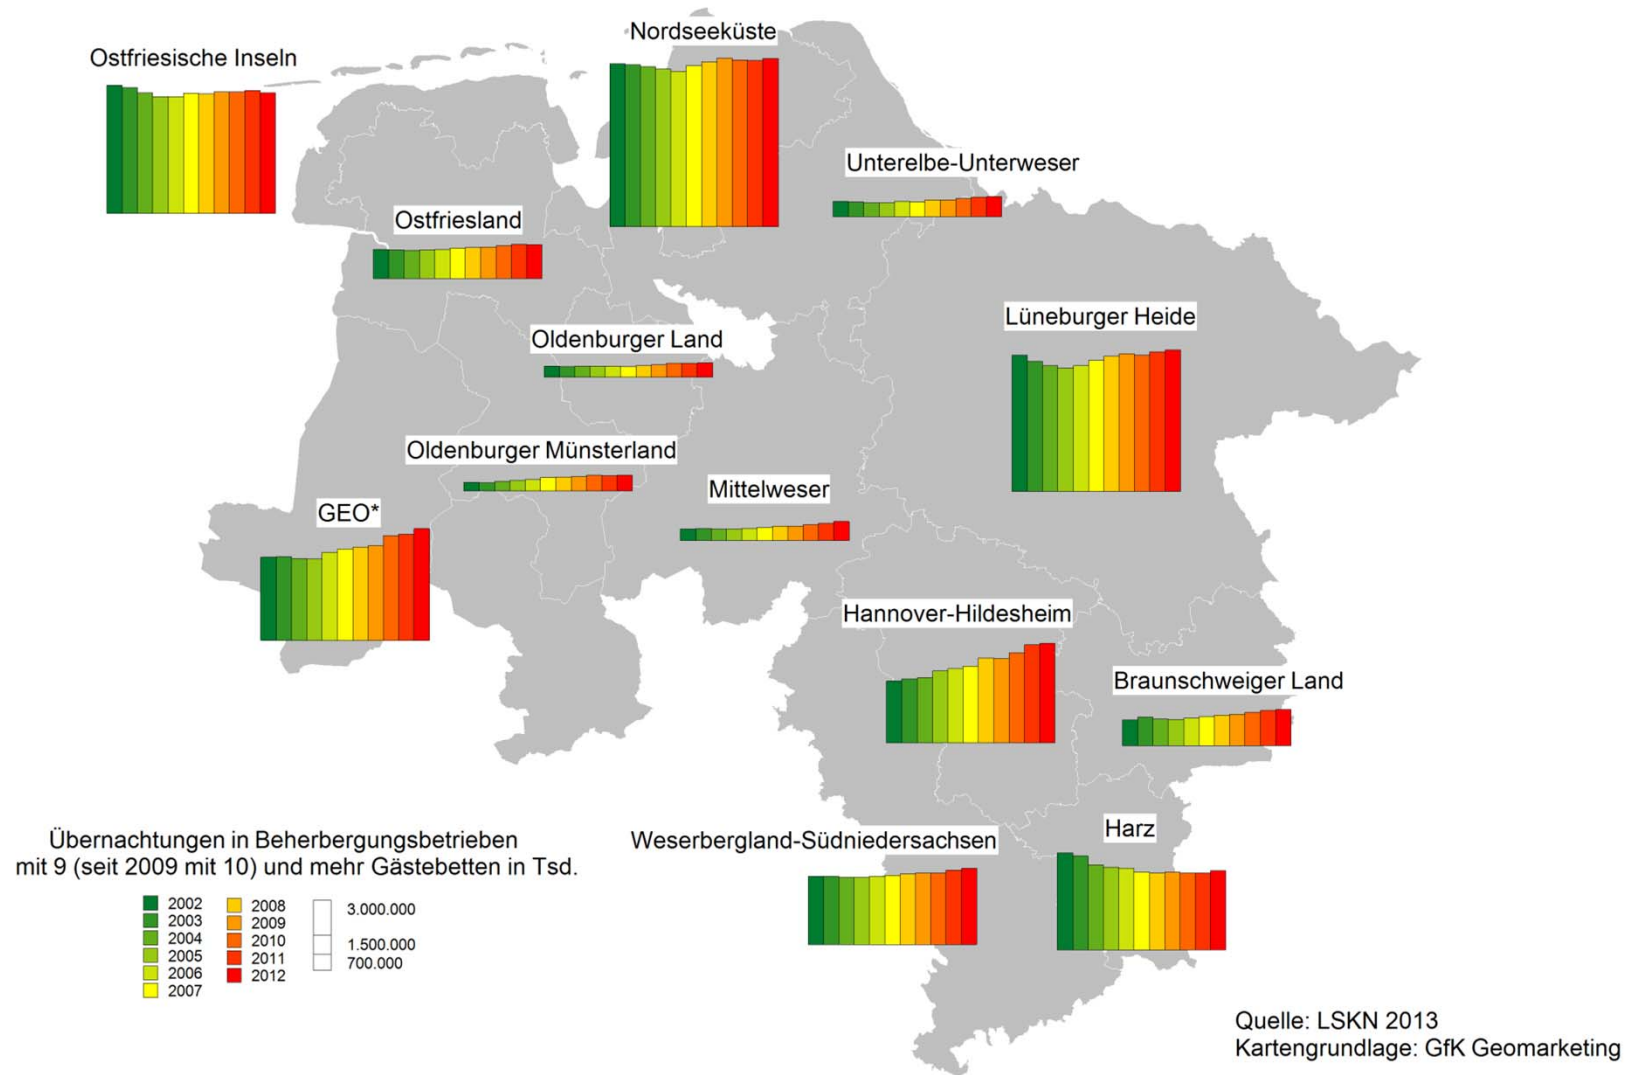 Nordseeküste
Ostfriesische Inseln
Unterelbe-Unterweser
Ostfriesland
Lüneburger Heide
Oldenburger Land
Oldenburger Münsterland
Mittelweser
GEO*
Hannover-Hildesheim
Braunschweiger Land
Harz
Weserbergland-Südniedersachsen
Übernachtungen in Beherbergungsbetrieben
mit 9 (seit 2009 mit 10) und mehr Gästebetten in Tsd.
2002
2003
2004
2005
2006
2007
2008
2009
2010
2011
2012
3.000.000
1.500.000
700.000
Quelle: LSKN 2013
Kartengrundlage: GfK Geomarketing